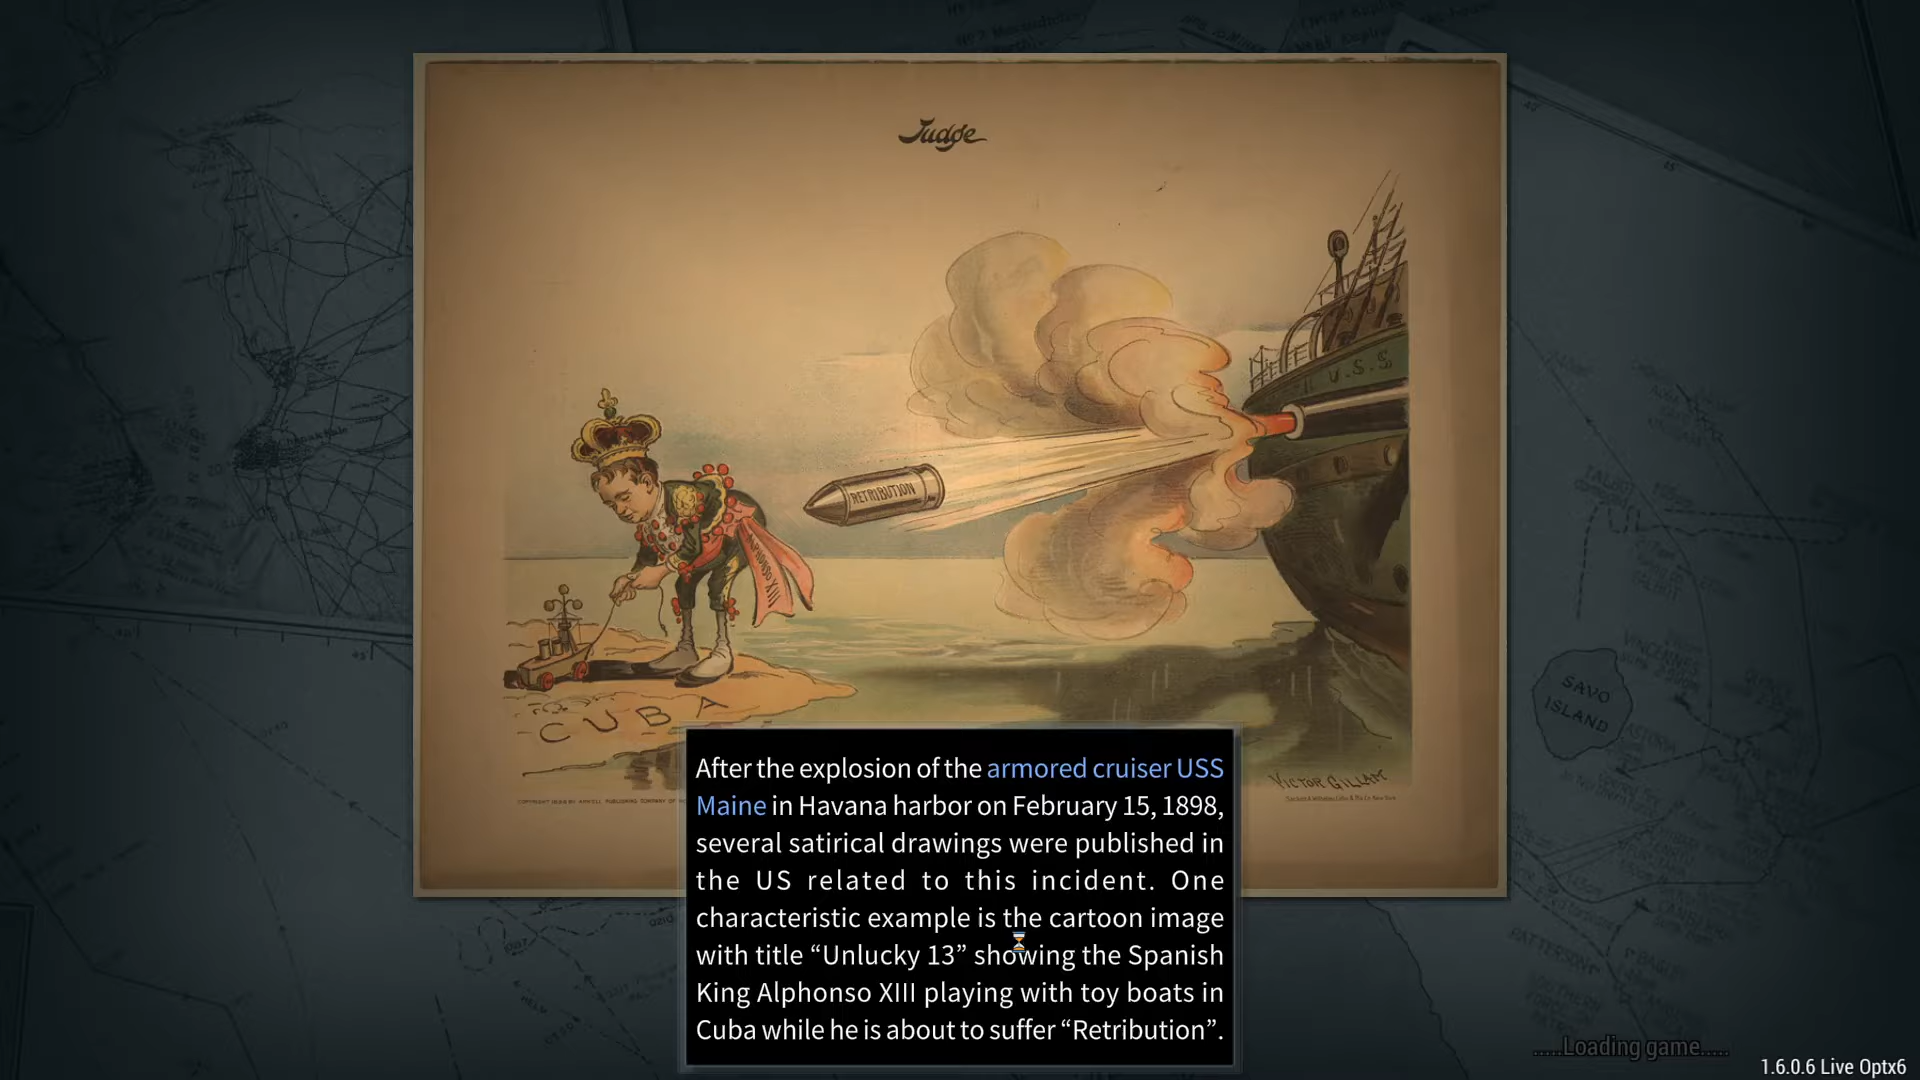 Judge
U.S.S
RETRIBUTION
ALPHONSO XIII
CUBA
VICTOR GILLAM
After the explosion of the armored cruiser USS
Maine in Havana harbor on February 15, 1898,
several satirical drawings were published in
the US related to this incident. One
characteristic example is the cartoon image
with title “Unlucky 13” showing the Spanish
King Alphonso XIII playing with toy boats in
Cuba while he is about to suffer “Retribution”.
SAVO
ISLAND
.....Loading game.....
1.6.0.6 Live Optx6